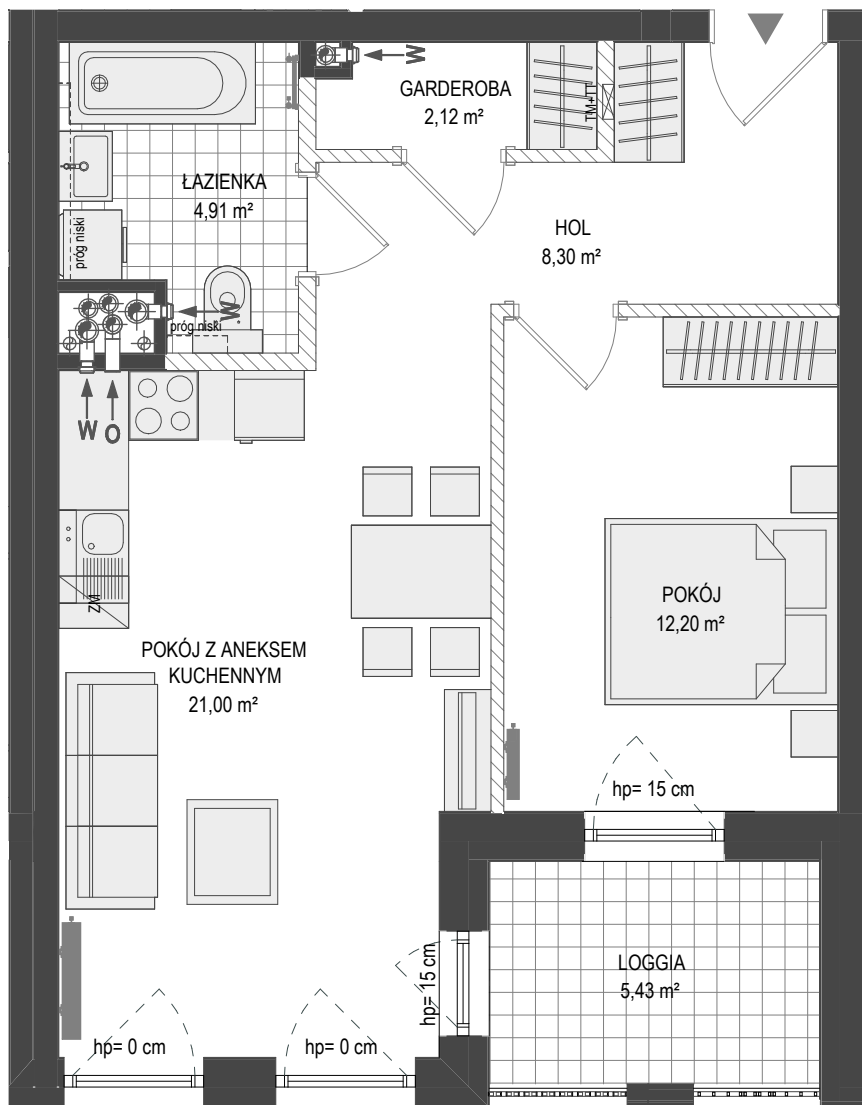 W
GARDEROBA
2,12 m²
TM+TT
ŁAZIENKA
4,91 m²
HOL
8,30 m²
próg niski
W
próg niski
W
O
ZM
POKÓJ
12,20 m²
POKÓJ Z ANEKSEM
KUCHENNYM
21,00 m²
hp= 15 cm
LOGGIA
5,43 m²
hp= 15 cm
hp= 0 cm
hp= 0 cm